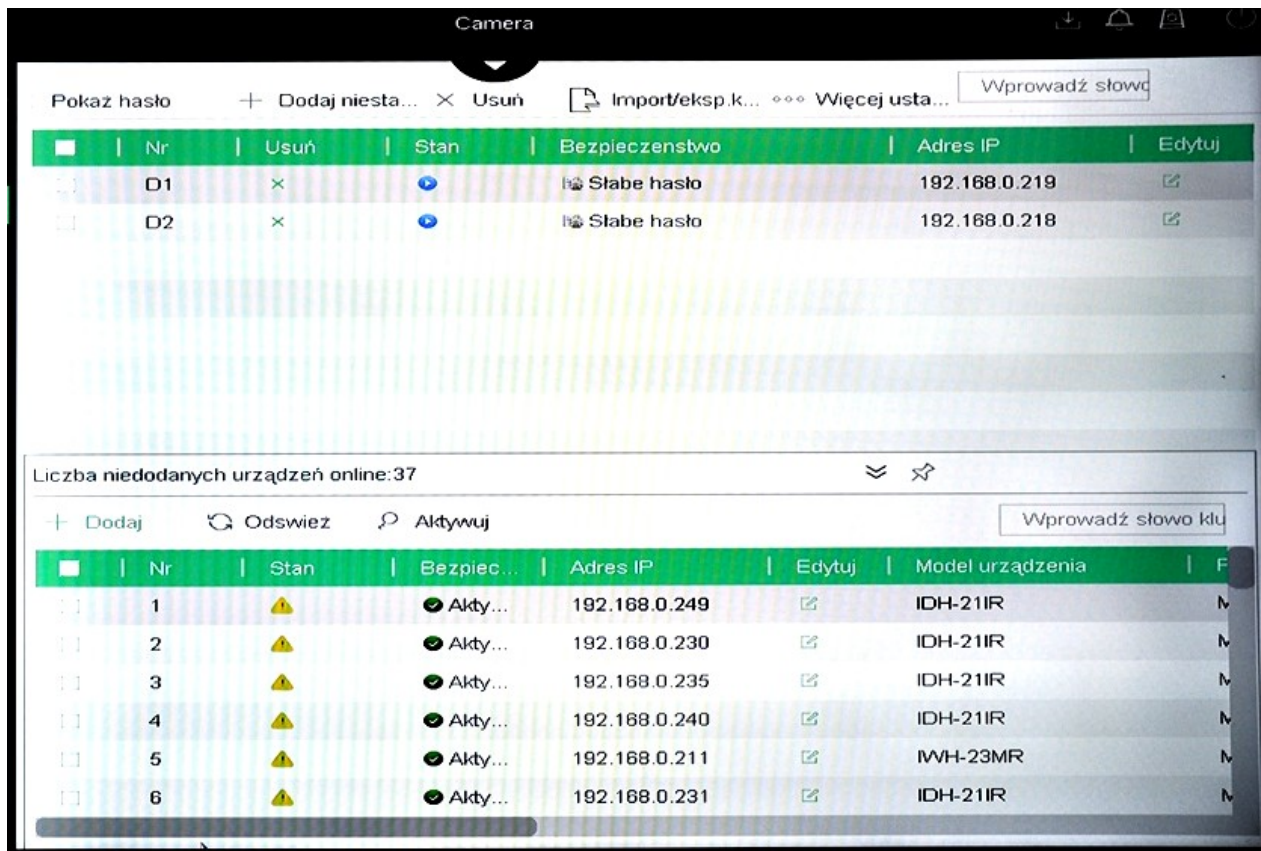 Camera
Pokaż hasło Dodaj niesta... Usuń Import/eksp.k... Więcej usta... Wprowadź słowo
Nr Usuń Stan Bezpieczenstwo Adres IP Edytuj
D1 Słabe hasło 192.168.0.219
D2 Słabe hasło 192.168.0.218
Liczba niedodanych urządzeń online:37
Dodaj Odswiez Aktywuj Wprowadź słowo klu
Nr Stan Bezpiec... Adres IP Edytuj Model urządzenia
1 Akty... 192.168.0.249 IDH-21IR
2 Akty... 192.168.0.230 IDH-21IR
3 Akty... 192.168.0.235 IDH-21IR
4 Akty... 192.168.0.240 IDH-21IR
5 Akty... 192.168.0.211 IWH-23MR
6 Akty... 192.168.0.231 IDH-21IR